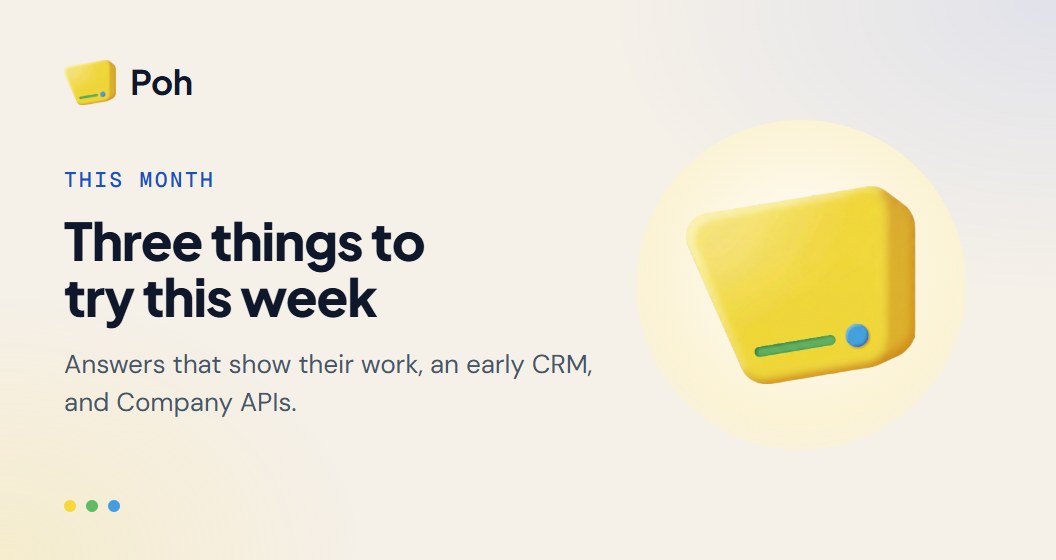 Poh
THIS MONTH
Three things to
try this week
Answers that show their work, an early CRM,
and Company APIs.